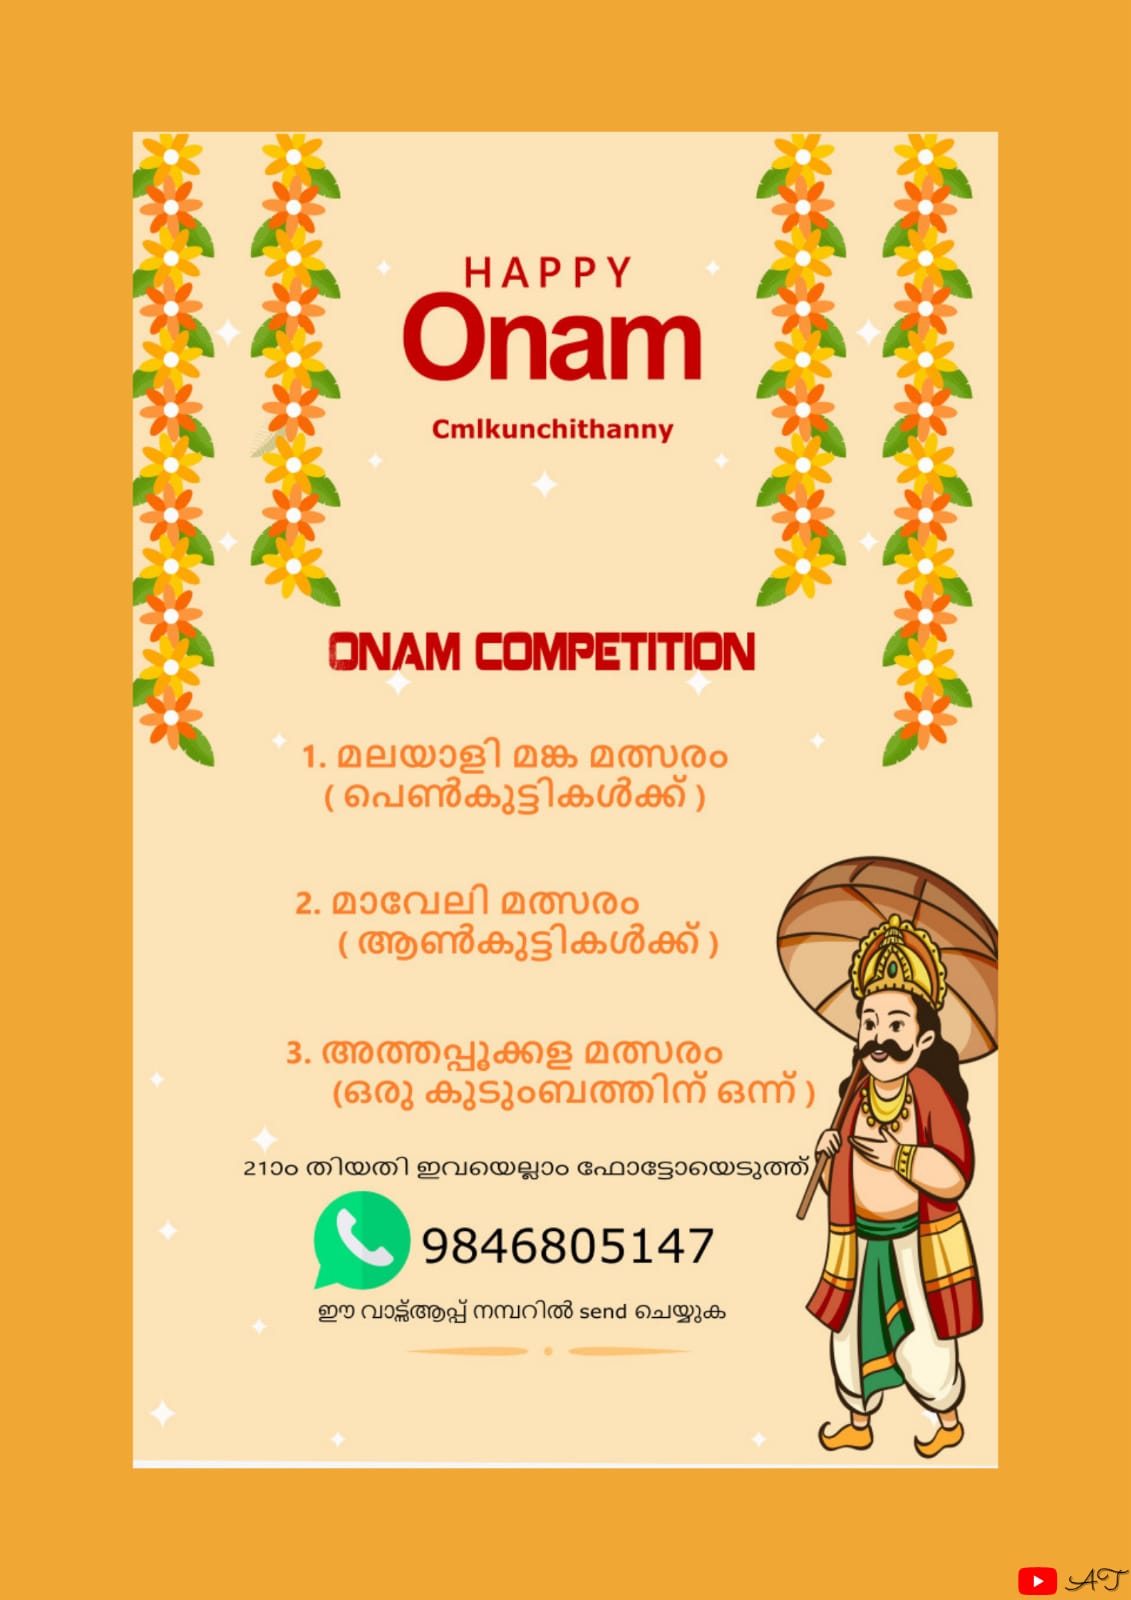 HAPPY
Onam
Cmlkunchithanny
ONAM COMPETITION
1. മലയാളി മങ്ക മത്സരം
( പെൺകുട്ടികൾക്ക് )
2. മാവേലി മത്സരം
( ആൺകുട്ടികൾക്ക് )
3. അത്തപ്പൂക്കള മത്സരം
(ഒരു കുടുംബത്തിന് ഒന്ന് )
21ാം തിയതി ഇവയെല്ലാം ഫോട്ടോയെടുത്ത്
9846805147
ഈ വാട്സ്ആപ്പ് നമ്പറിൽ send ചെയ്യുക
AT